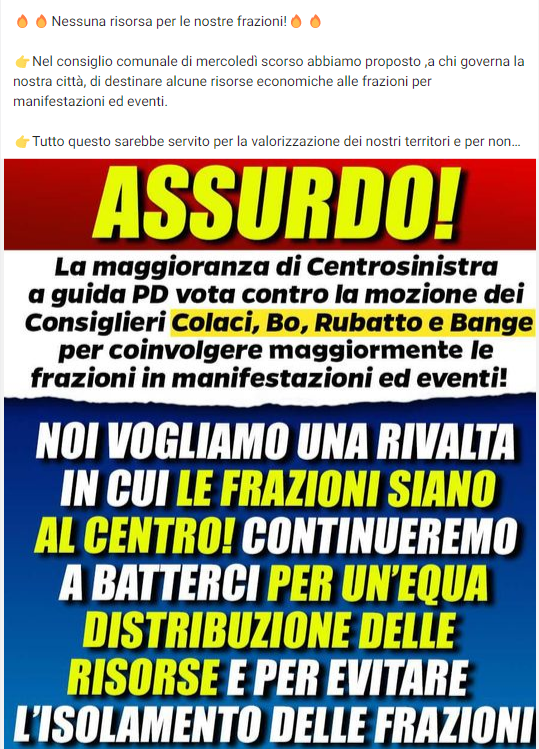 🔥🔥Nessuna risorsa per le nostre frazioni!🔥🔥
👉Nel consiglio comunale di mercoledì scorso abbiamo proposto ,a chi governa la
nostra città, di destinare alcune risorse economiche alle frazioni per
manifestazioni ed eventi.
👉Tutto questo sarebbe servito per la valorizzazione dei nostri territori e per non...
ASSURDO!
La maggioranza di Centrosinistra
a guida PD vota contro la mozione dei
Consiglieri Colaci, Bo, Rubatto e Bange
per coinvolgere maggiormente le
frazioni in manifestazioni ed eventi!
NOI VOGLIAMO UNA RIVALTA
IN CUI LE FRAZIONI SIANO
AL CENTRO! CONTINUEREMO
A BATTERCI PER UN'EQUA
DISTRIBUZIONE DELLE
RISORSE E PER EVITARE
L'ISOLAMENTO DELLE FRAZIONI